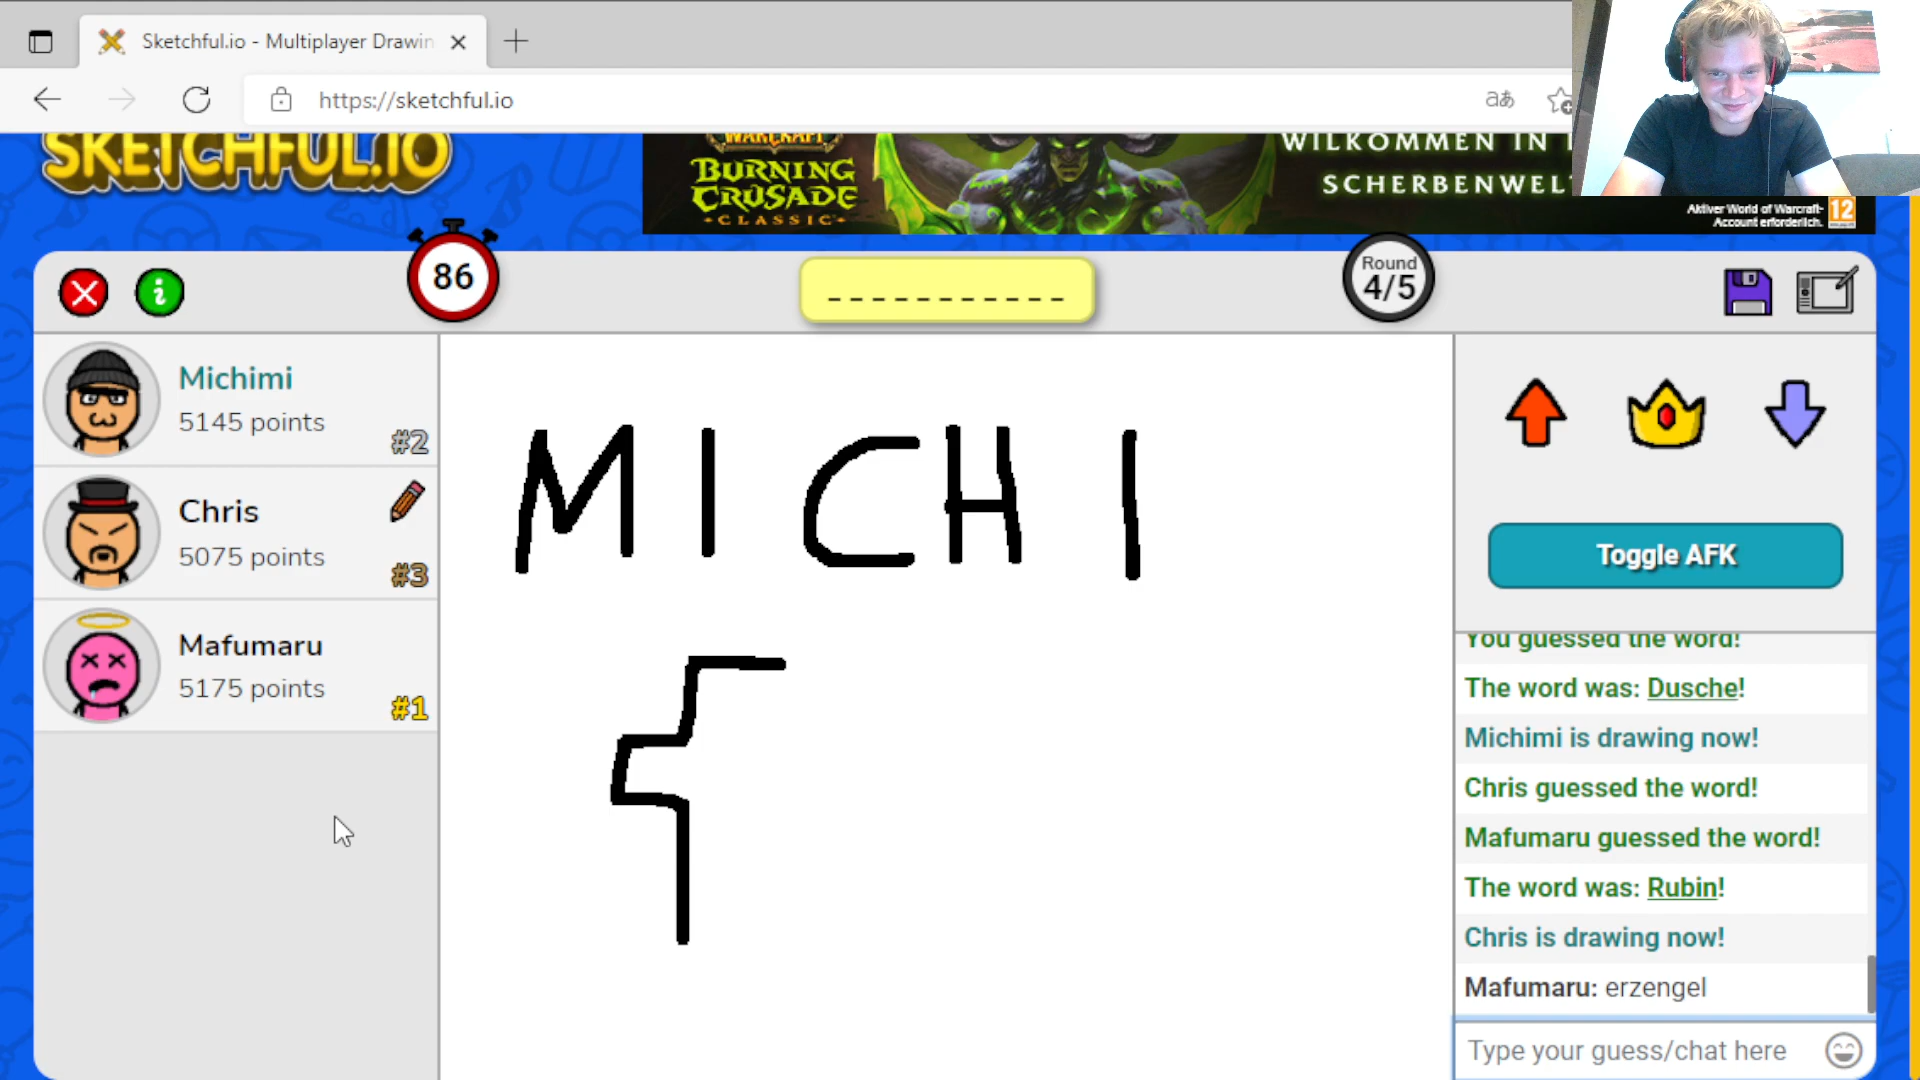 Sketchful.io - Multiplayer Drawin
https://sketchful.io
aあ
SKETCHFUL.IO
WARCRAFT
BURNING
CRUSADE
CLASSIC
WILKOMMEN IN
SCHERBENWEL
Aktiver World of Warcraft-
Account erforderlich.
12
86
_ _ _ _ _ _ _ _ _ _ _
Round
4/5
Michimi
5145 points
#2
Chris
5075 points
#3
Mafumaru
5175 points
#1
MICHI
Toggle AFK
You guessed the word!
The word was: Dusche!
Michimi is drawing now!
Chris guessed the word!
Mafumaru guessed the word!
The word was: Rubin!
Chris is drawing now!
Mafumaru: erzengel
Type your guess/chat here